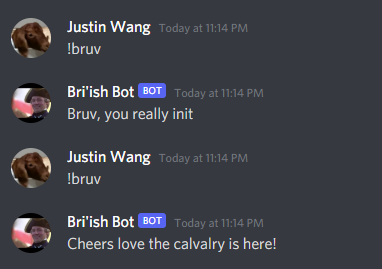 Justin Wang Today at 11:14 PM
!bruv
Bri'ish Bot BOT Today at 11:14 PM
Bruv, you really init
Justin Wang Today at 11:14 PM
!bruv
Bri'ish Bot BOT Today at 11:14 PM
Cheers love the calvalry is here!